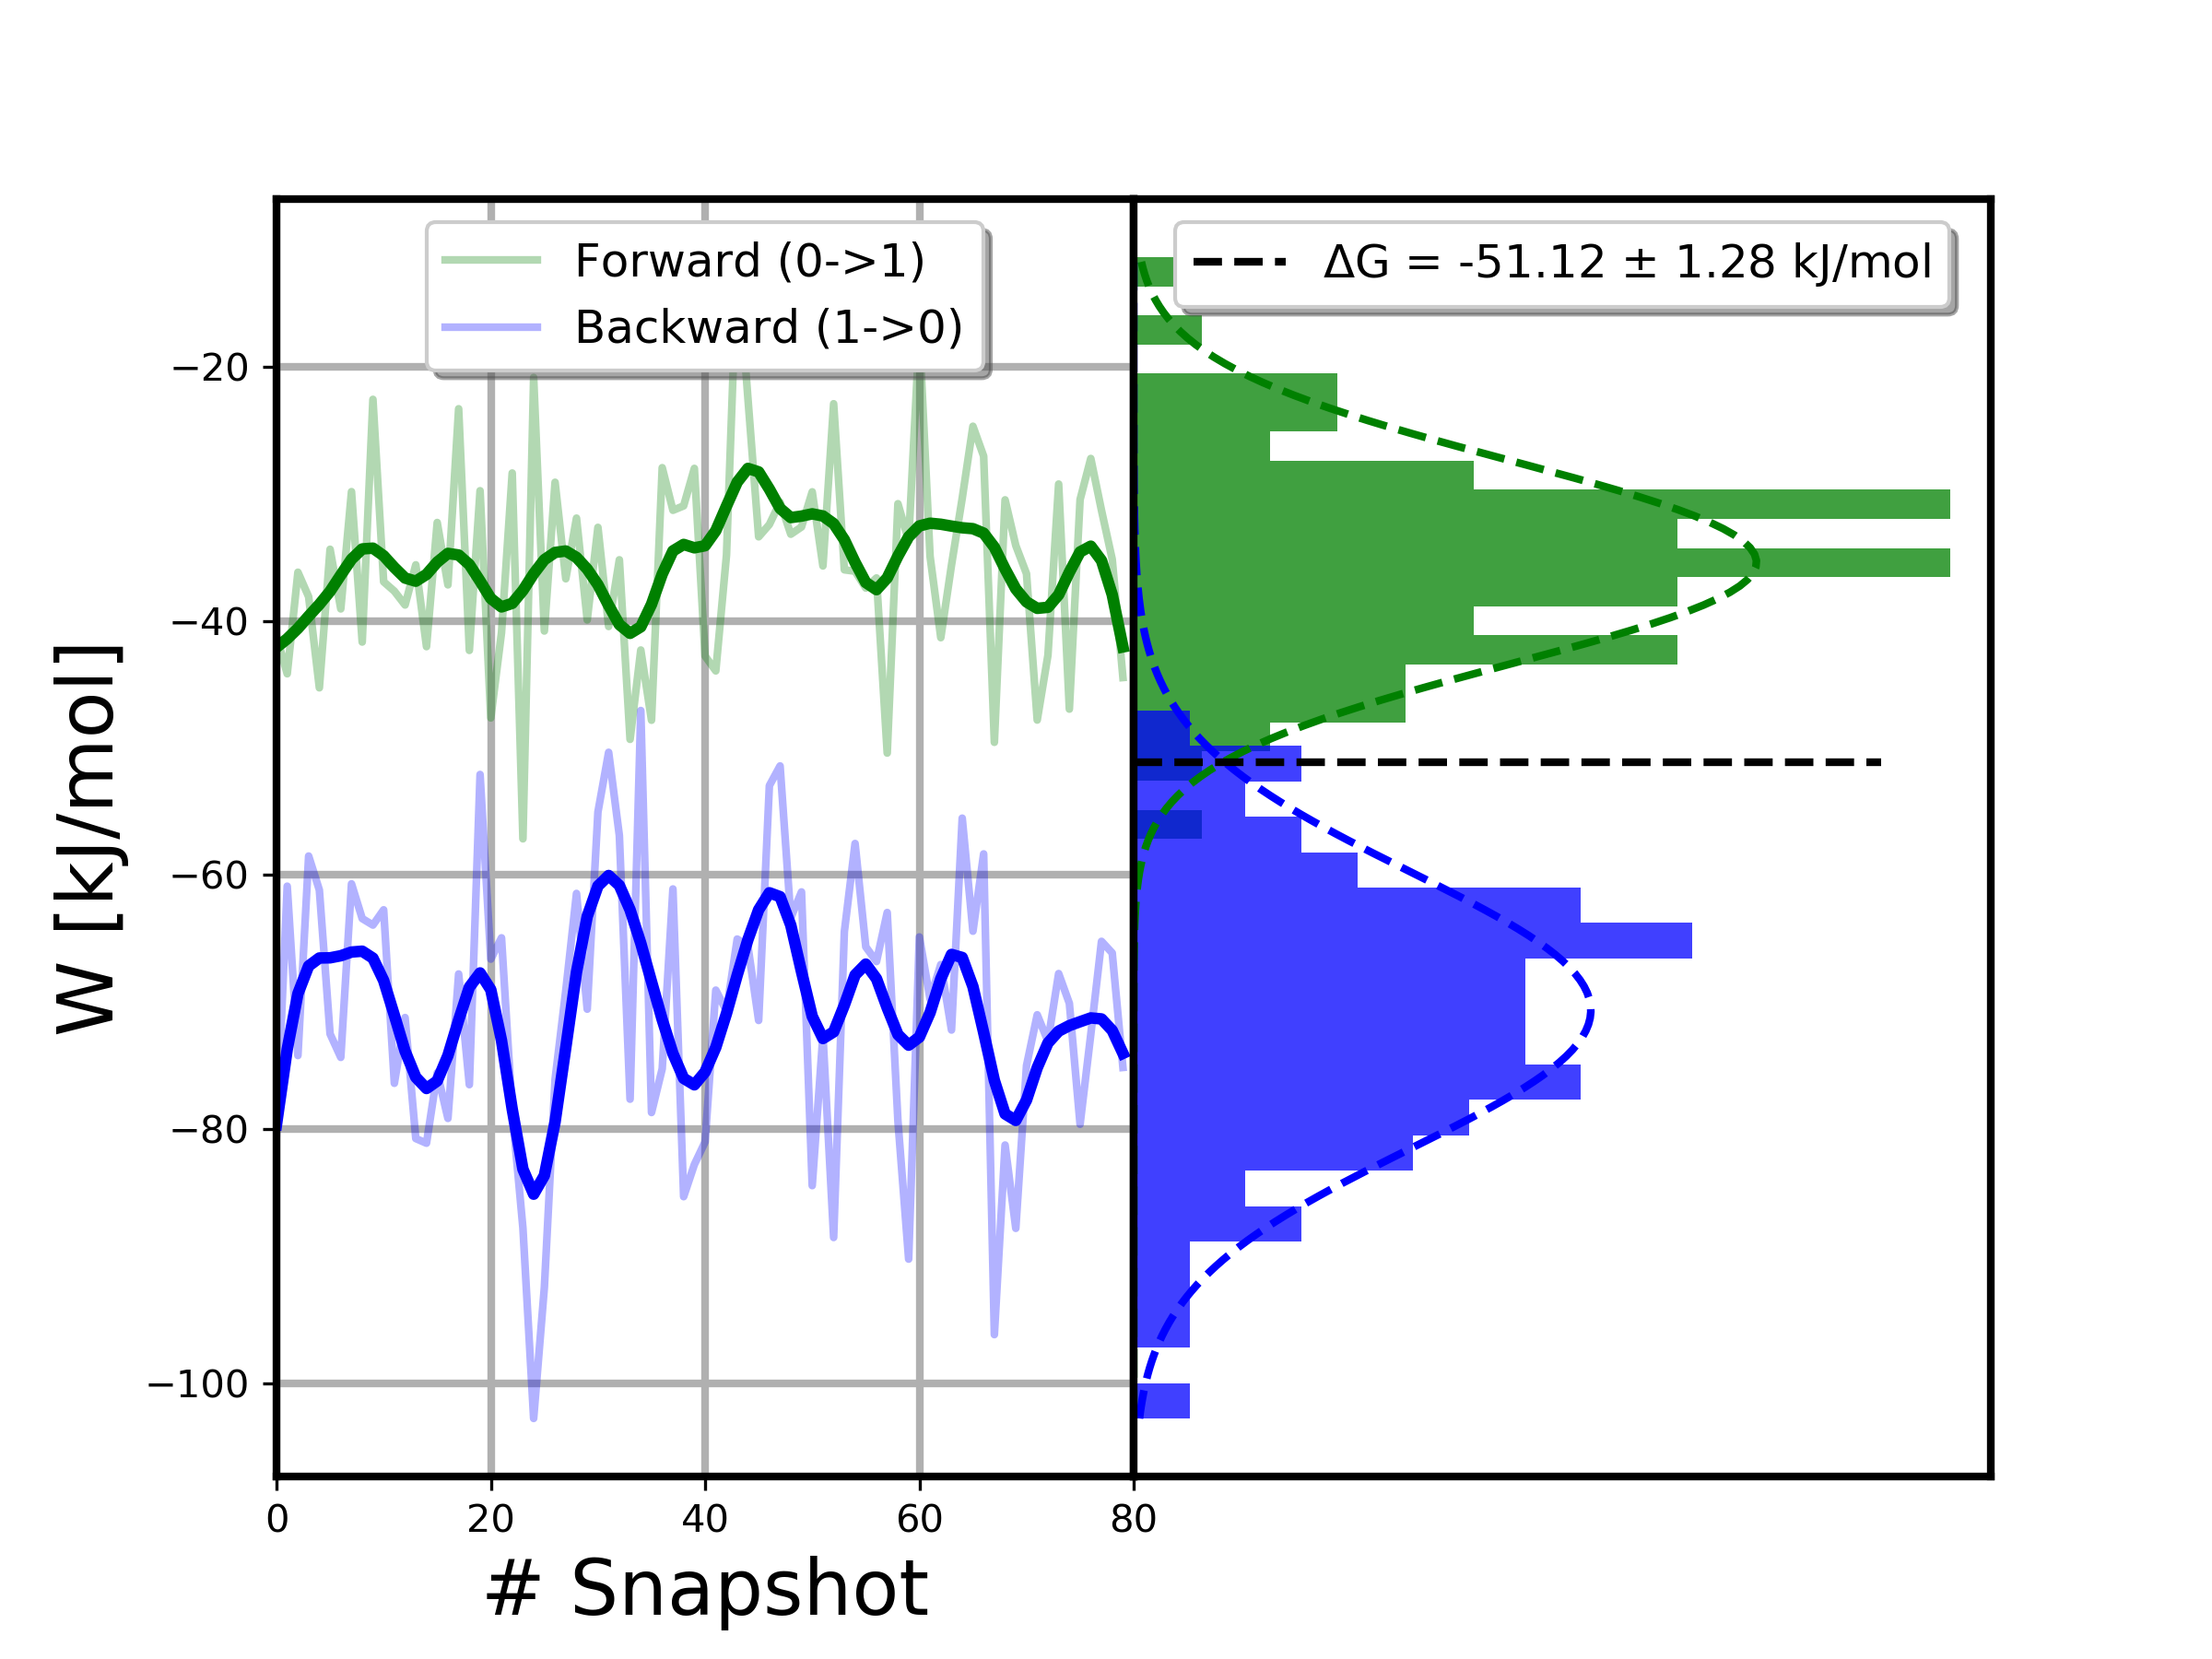 Forward (0->1)
Backward (1->0)
ΔG = -51.12 ± 1.28 kJ/mol
W [kJ/mol]
−20
−40
−60
−80
−100
0 20 40 60 80
# Snapshot